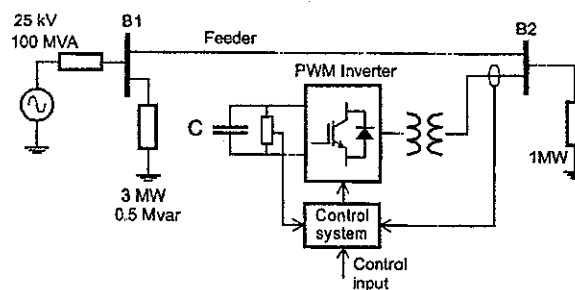 25 kV
100 MVA
B1
Feeder
B2
PWM Inverter
C
3 MW
0.5 Mvar
1MW
Control
system
Control
input